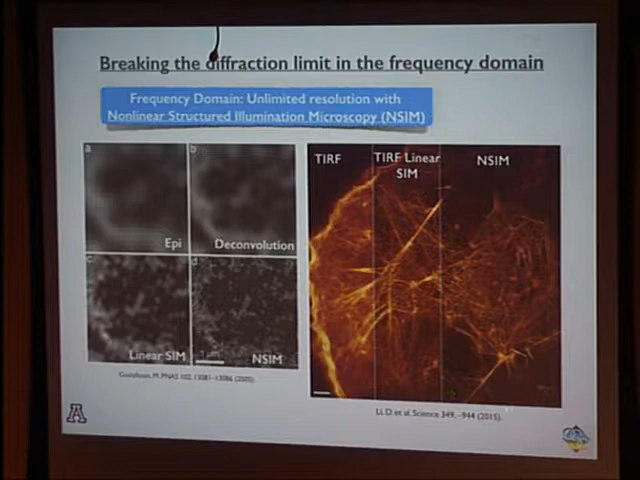 Breaking the diffraction limit in the frequency domain
Frequency Domain: Unlimited resolution with
Nonlinear Structured Illumination Microscopy (NSIM)
a
b
Epi
Deconvolution
c
d
Linear SIM
1 μm
NSIM
TIRF
TIRF Linear
SIM
NSIM
Gustafsson, M. PNAS 102, 13081–13086 (2005).
Li, D. et al. Science 349, –944 (2015).
A